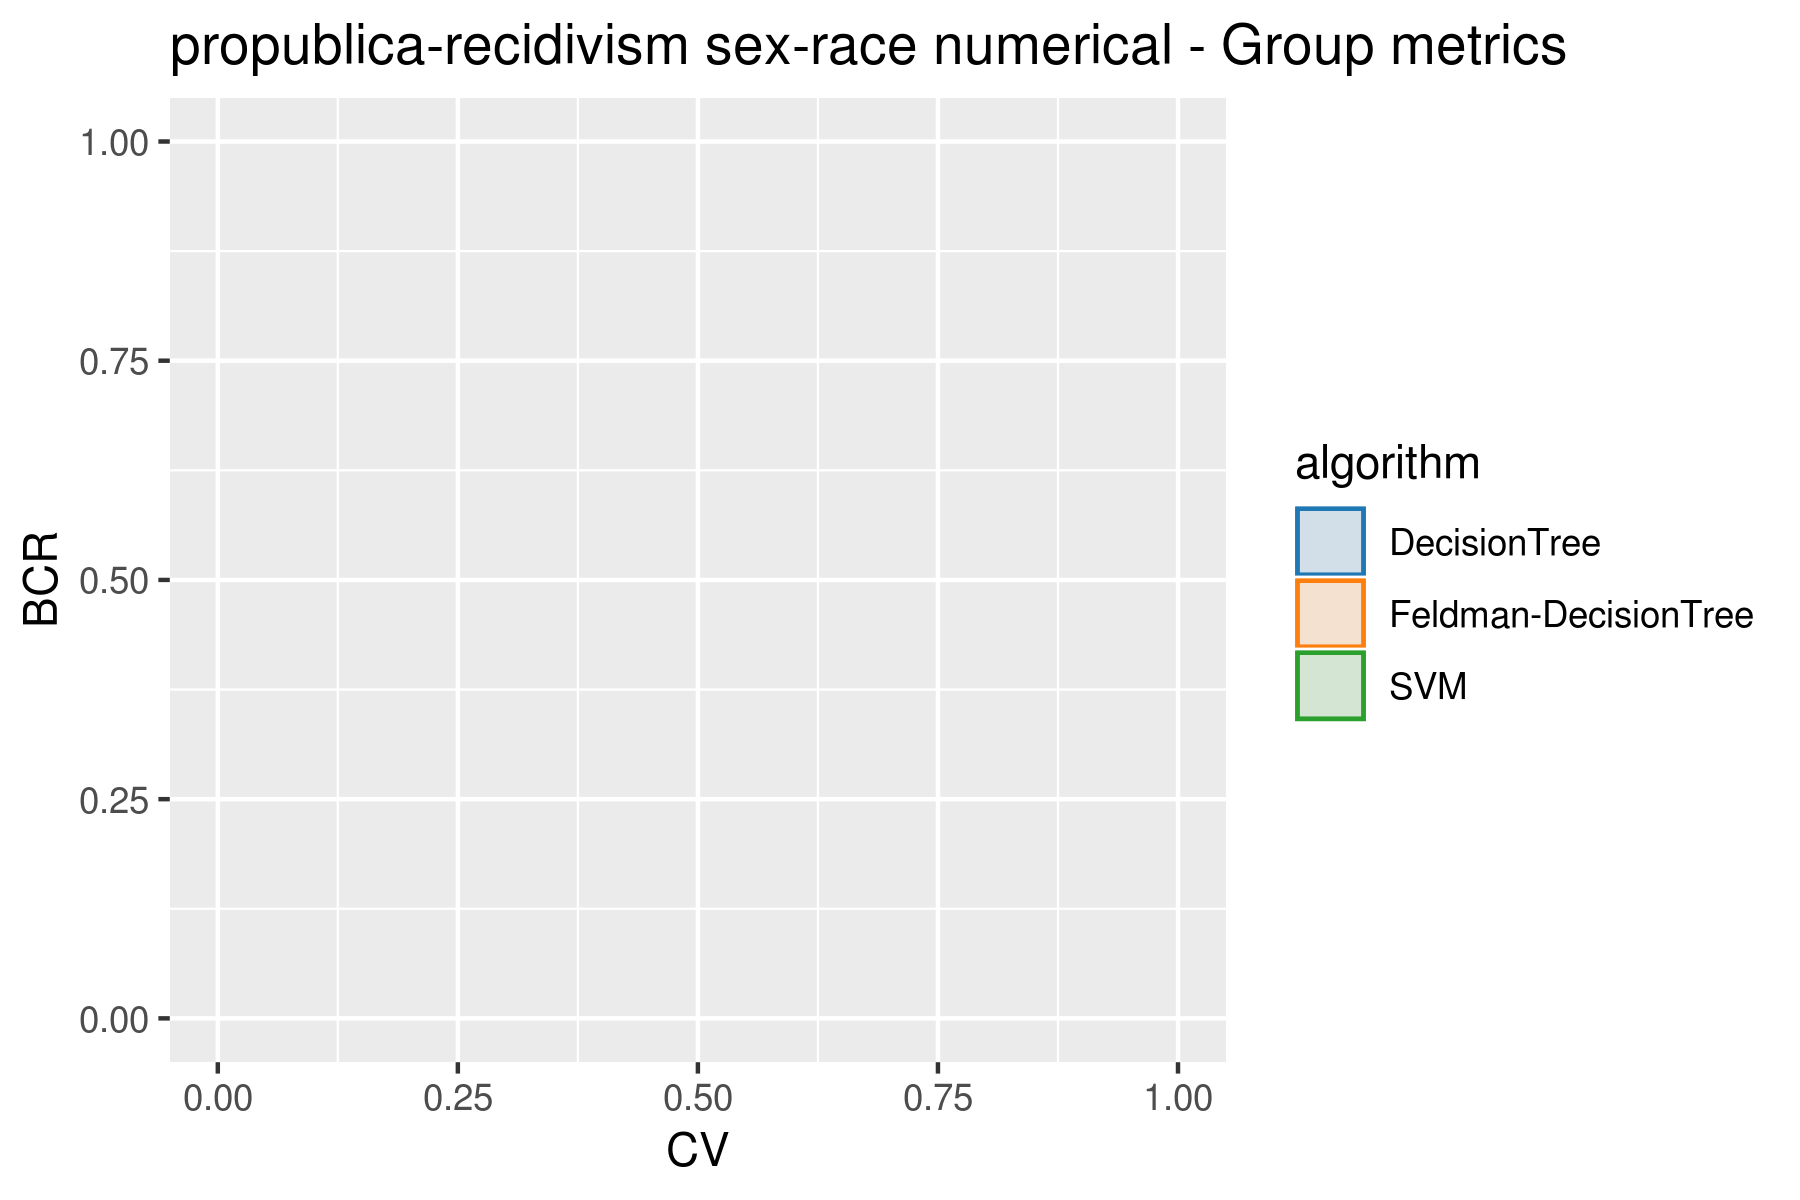 propublica-recidivism sex-race numerical - Group metrics
1.00
0.75
0.50
0.25
0.00
BCR
0.00 0.25 0.50 0.75 1.00
CV
algorithm
DecisionTree
Feldman-DecisionTree
SVM